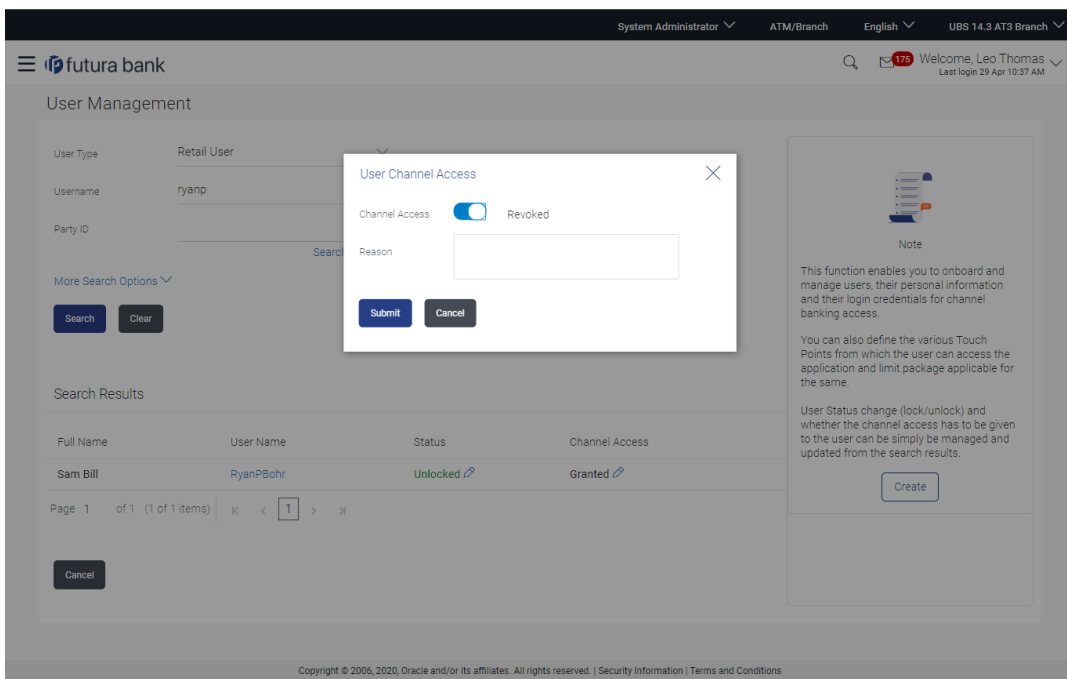 System Administrator ATM/Branch English UBS 14.3 AT3 Branch
futura bank 175 Welcome, Leo Thomas
Last login 29 Apr 10:37 AM
User Management
User Type Retail User
Username ryanp
Party ID
Search
More Search Options
Search Clear
User Channel Access
Channel Access Revoked
Reason
Submit Cancel
Note
This function enables you to onboard and
manage users, their personal information
and their login credentials for channel
banking access.
You can also define the various Touch
Points from which the user can access the
application and limit package applicable for
the same.
User Status change (lock/unlock) and
whether the channel access has to be given
to the user can be simply be managed and
updated from the search results.
Create
Search Results
Full Name User Name Status Channel Access
Sam Bill RyanPBohr Unlocked Granted
Page 1 of 1 (1 of 1 items) 1
Cancel
Copyright © 2006, 2020, Oracle and/or its affiliates. All rights reserved. | Security Information | Terms and Conditions